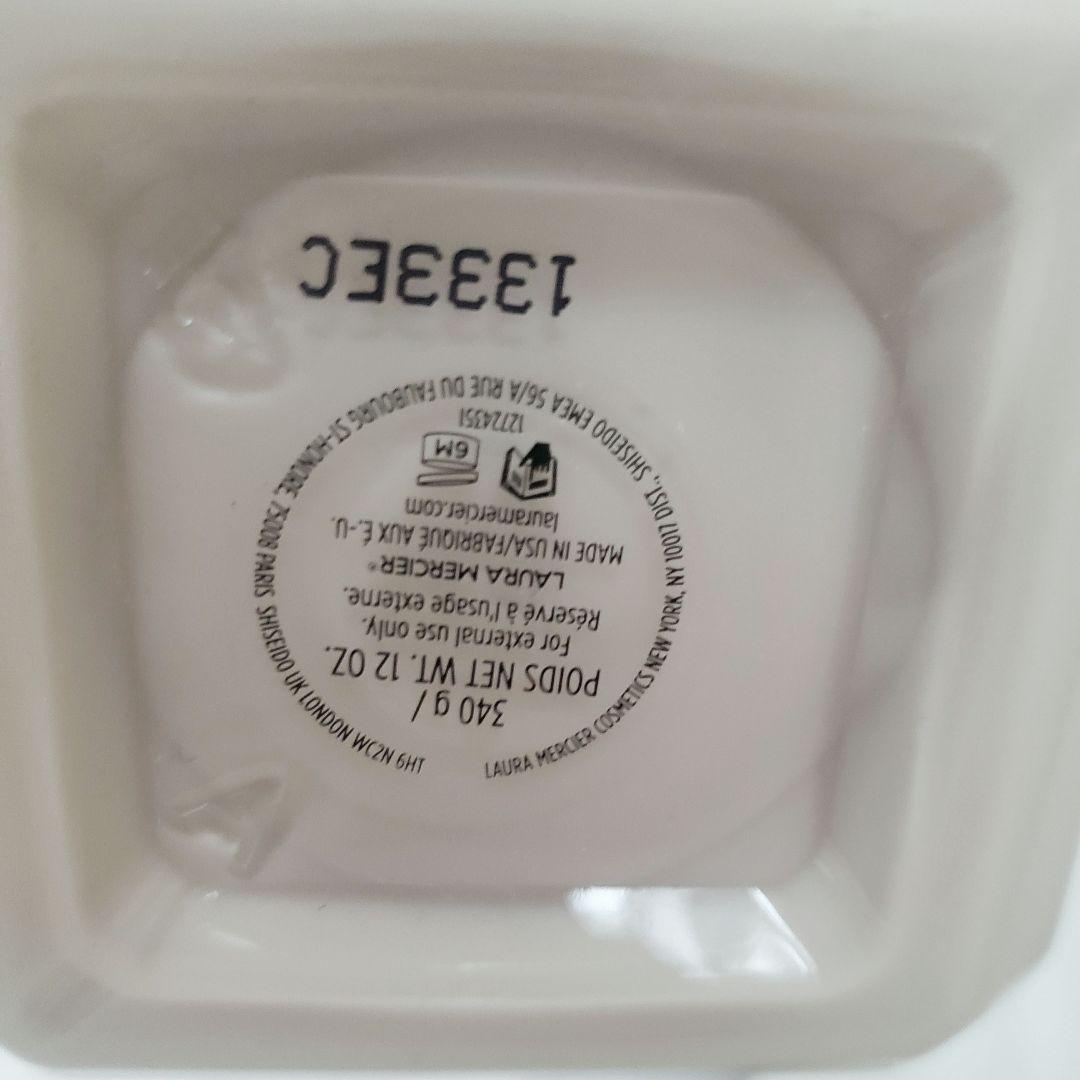 340 g /
POIDS NET WT. 12 OZ.
For external use only.
Réservé à l'usage externe.
LAURA MERCIER®
MADE IN USA/FABRIQUÉ AUX É.-U.
lauramercier.com
6M
12724351
LAURA MERCIER COSMETICS NEW YORK, NY 10017 DIST., SHISEIDO EMEA 56/A RUE DU FAUBOURG ST-HONORÉ, 75008 PARIS SHISEIDO UK LONDON WC2N 6HT
1333EC